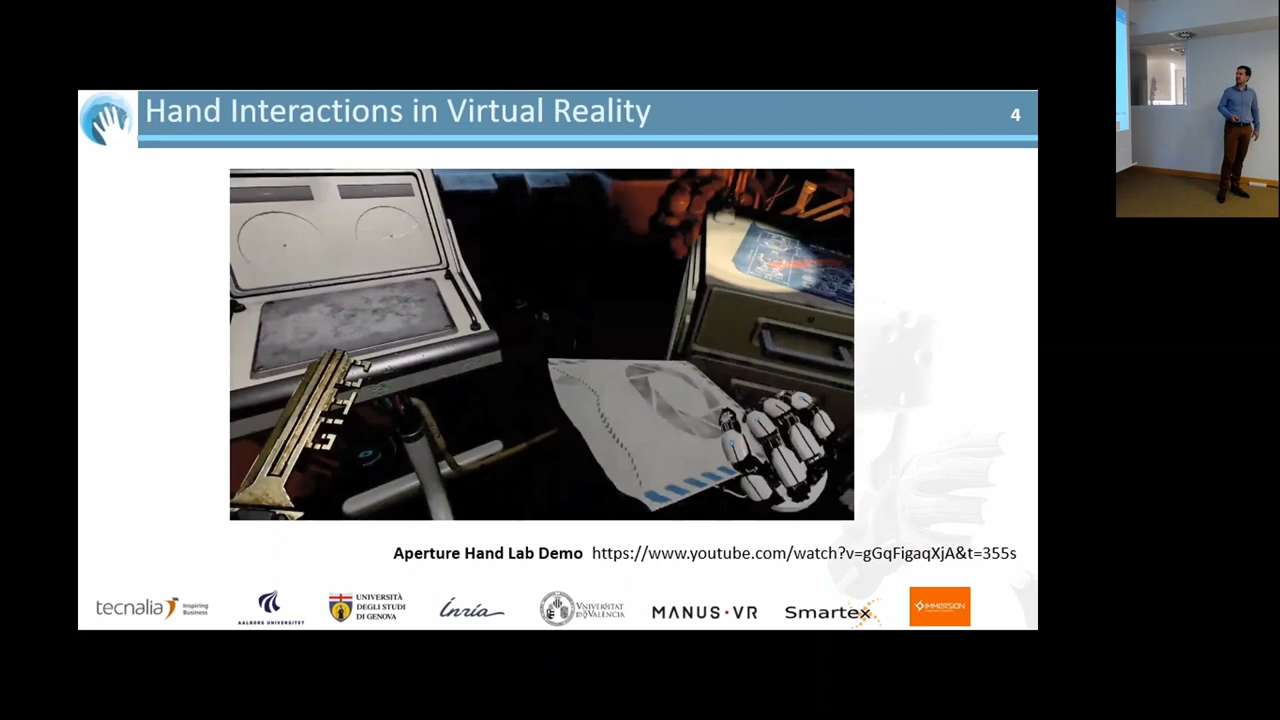 Hand Interactions in Virtual Reality
4
Aperture Hand Lab Demo https://www.youtube.com/watch?v=gGqFigaqXjA&t=355s
tecnalia Inspiring Business
AALBORG UNIVERSITET
UNIVERSITÀ
DEGLI STUDI
DI GENOVA
Inria
VNIVERSITAT
DE VALÈNCIA
MANUS·VR
Smartex
IMMERSION